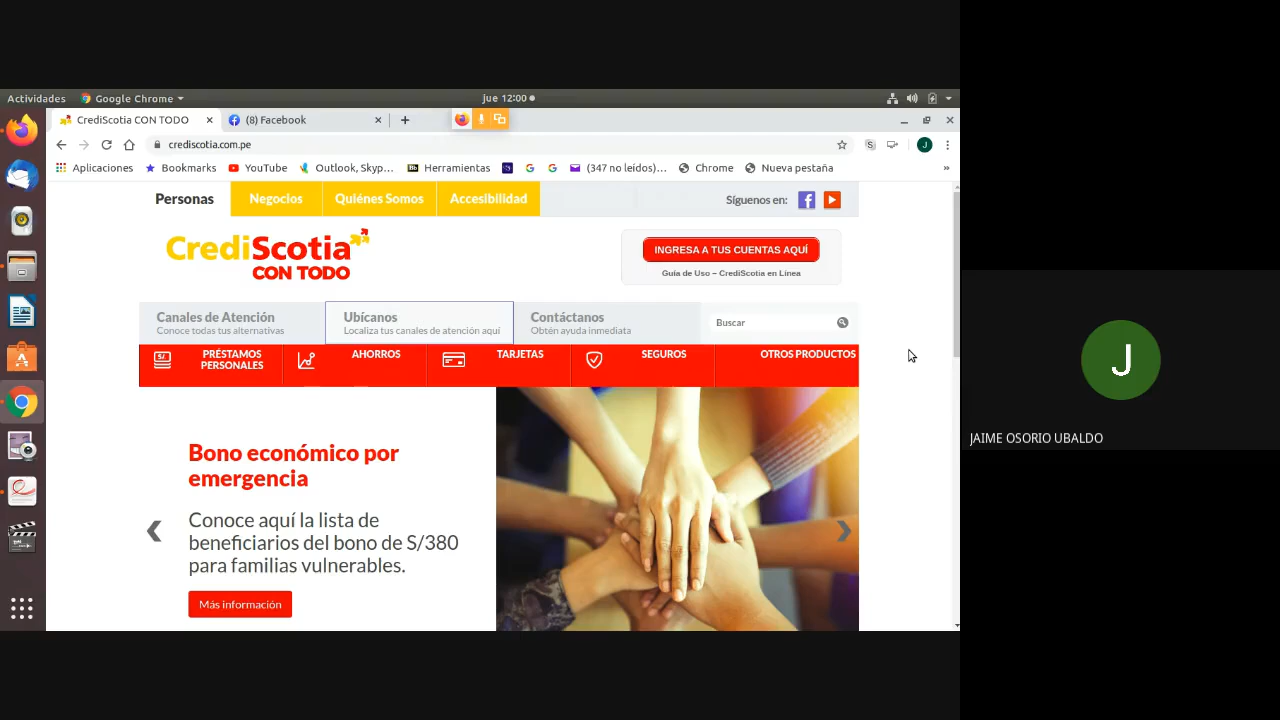 Actividades
Google Chrome
jue 12:00
CrediScotia CON TODO
(8) Facebook
crediscotia.com.pe
J
Aplicaciones
Bookmarks
YouTube
Outlook, Skyp...
Bb
Herramientas
S
G
G
(347 no leídos)...
Chrome
Nueva pestaña
»
Personas
Negocios
Quiénes Somos
Accesibilidad
Síguenos en:
CrediScotia
CON TODO
INGRESA A TUS CUENTAS AQUÍ
Guía de Uso – CrediScotia en Línea
Canales de Atención
Conoce todas tus alternativas
Ubícanos
Localiza tus canales de atención aquí
Contáctanos
Obtén ayuda inmediata
Buscar
S/.
PRÉSTAMOS
PERSONALES
AHORROS
TARJETAS
SEGUROS
OTROS PRODUCTOS
Bono económico por
emergencia
Conoce aquí la lista de
beneficiarios del bono de S/380
para familias vulnerables.
Más información
J
JAIME OSORIO UBALDO